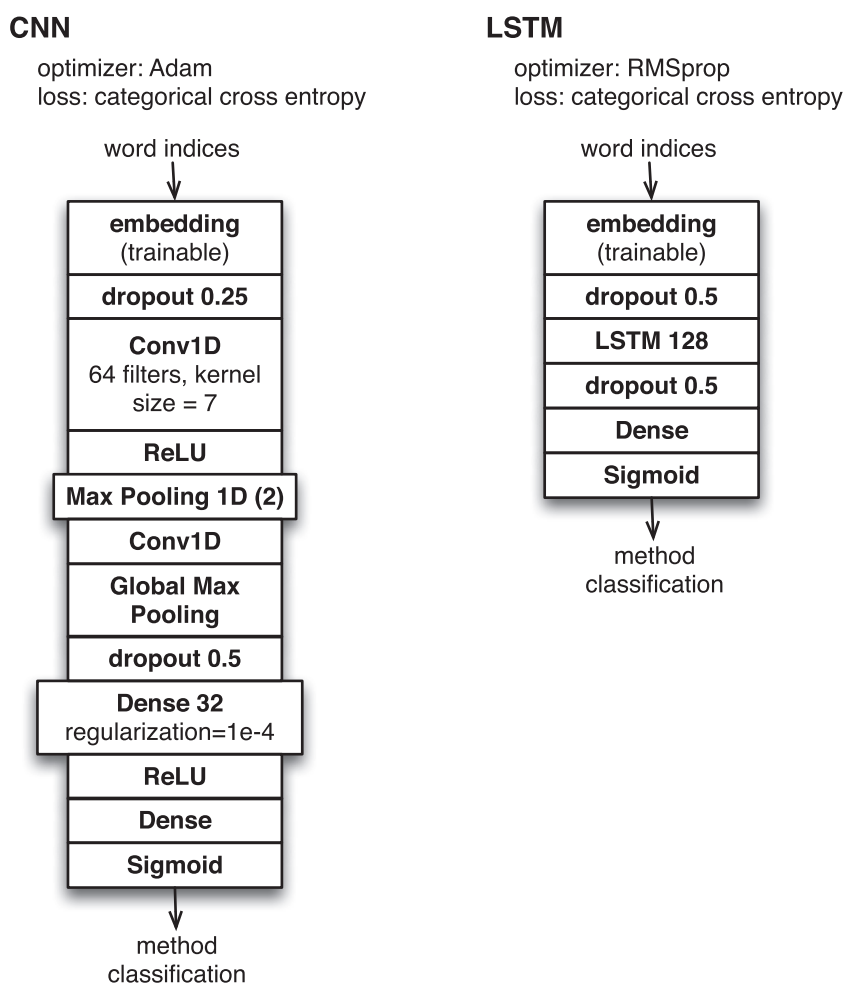 CNN
optimizer: Adam
loss: categorical cross entropy
word indices
embedding
(trainable)
dropout 0.25
Conv1D
64 filters, kernel
size = 7
ReLU
Max Pooling 1D (2)
Conv1D
Global Max
Pooling
dropout 0.5
Dense 32
regularization=1e-4
ReLU
Dense
Sigmoid
method
classification
LSTM
optimizer: RMSprop
loss: categorical cross entropy
word indices
embedding
(trainable)
dropout 0.5
LSTM 128
dropout 0.5
Dense
Sigmoid
method
classification